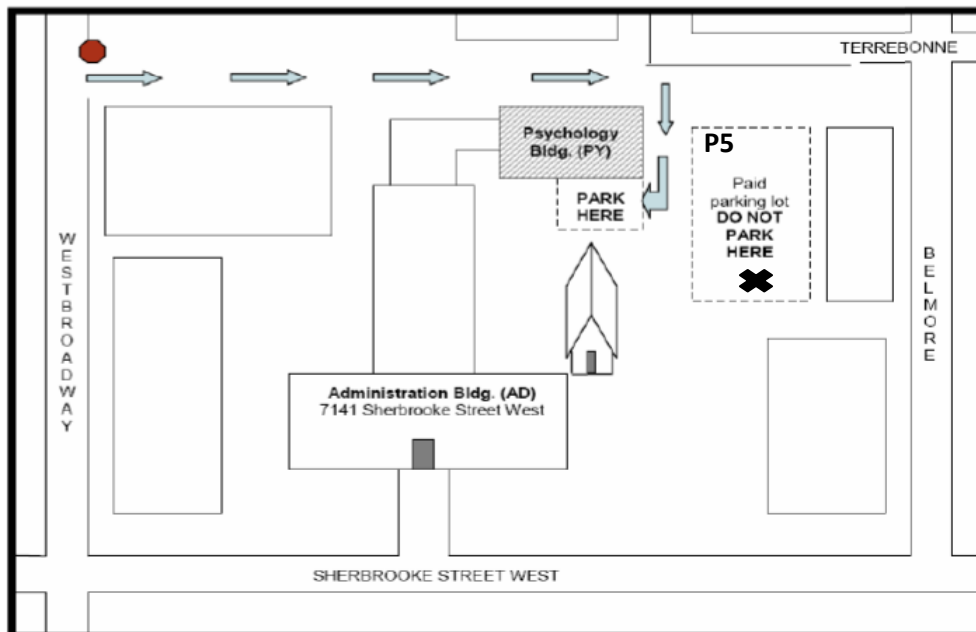 TERREBONNE
Psychology
Bldg. (PY)
P5
PARK
HERE
Paid
parking lot
DO NOT
PARK
HERE
WESTBROADWAY
BELMORE
Administration Bldg. (AD)
7141 Sherbrooke Street West
SHERBROOKE STREET WEST